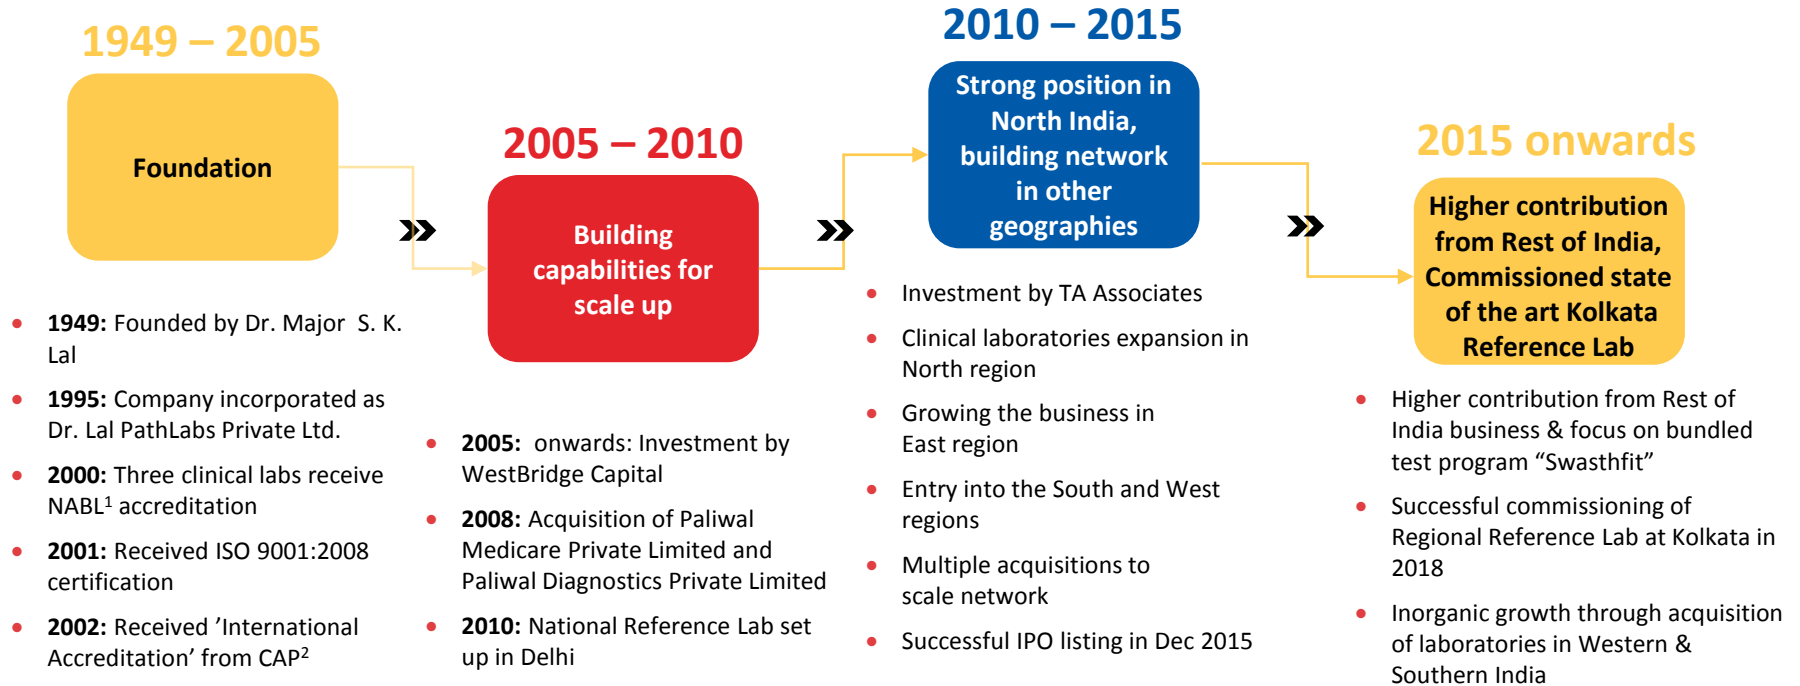 1949 – 2005
Foundation
• 1949: Founded by Dr. Major S. K.
Lal
• 1995: Company incorporated as
Dr. Lal PathLabs Private Ltd.
• 2000: Three clinical labs receive
NABL¹ accreditation
• 2001: Received ISO 9001:2008
certification
• 2002: Received ’International
Accreditation’ from CAP²
2005 – 2010
Building
capabilities for
scale up
• 2005: onwards: Investment by
WestBridge Capital
• 2008: Acquisition of Paliwal
Medicare Private Limited and
Paliwal Diagnostics Private Limited
• 2010: National Reference Lab set
up in Delhi
2010 – 2015
Strong position in
North India,
building network
in other
geographies
• Investment by TA Associates
• Clinical laboratories expansion in
North region
• Growing the business in
East region
• Entry into the South and West
regions
• Multiple acquisitions to
scale network
• Successful IPO listing in Dec 2015
2015 onwards
Higher contribution
from Rest of India,
Commissioned state
of the art Kolkata
Reference Lab
• Higher contribution from Rest of
India business & focus on bundled
test program “Swasthfit”
• Successful commissioning of
Regional Reference Lab at Kolkata in
2018
• Inorganic growth through acquisition
of laboratories in Western &
Southern India